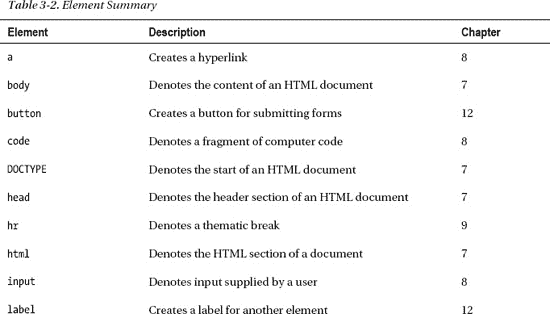 Table 3-2. Element Summary
Element Description Chapter
a Creates a hyperlink 8
body Denotes the content of an HTML document 7
button Creates a button for submitting forms 12
code Denotes a fragment of computer code 8
DOCTYPE Denotes the start of an HTML document 7
head Denotes the header section of an HTML document 7
hr Denotes a thematic break 9
html Denotes the HTML section of a document 7
input Denotes input supplied by a user 8
label Creates a label for another element 12